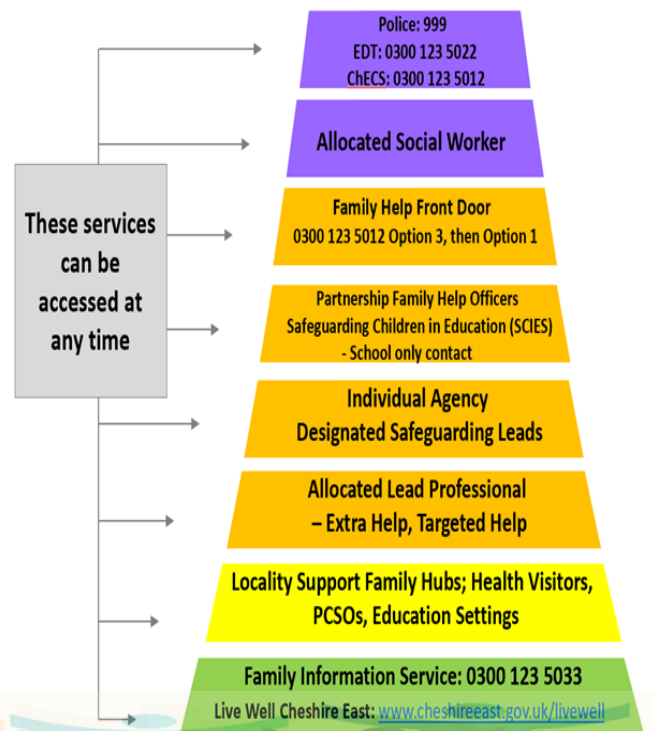 Police: 999
EDT: 0300 123 5022
ChECS: 0300 123 5012
Allocated Social Worker
These services
can be
accessed at
any time
Family Help Front Door
0300 123 5012 Option 3, then Option 1
Partnership Family Help Officers
Safeguarding Children in Education (SCIES)
- School only contact
Individual Agency
Designated Safeguarding Leads
Allocated Lead Professional
– Extra Help, Targeted Help
Locality Support Family Hubs; Health Visitors,
PCSOs, Education Settings
Family Information Service: 0300 123 5033
Live Well Cheshire East: www.cheshireeast.gov.uk/livewell